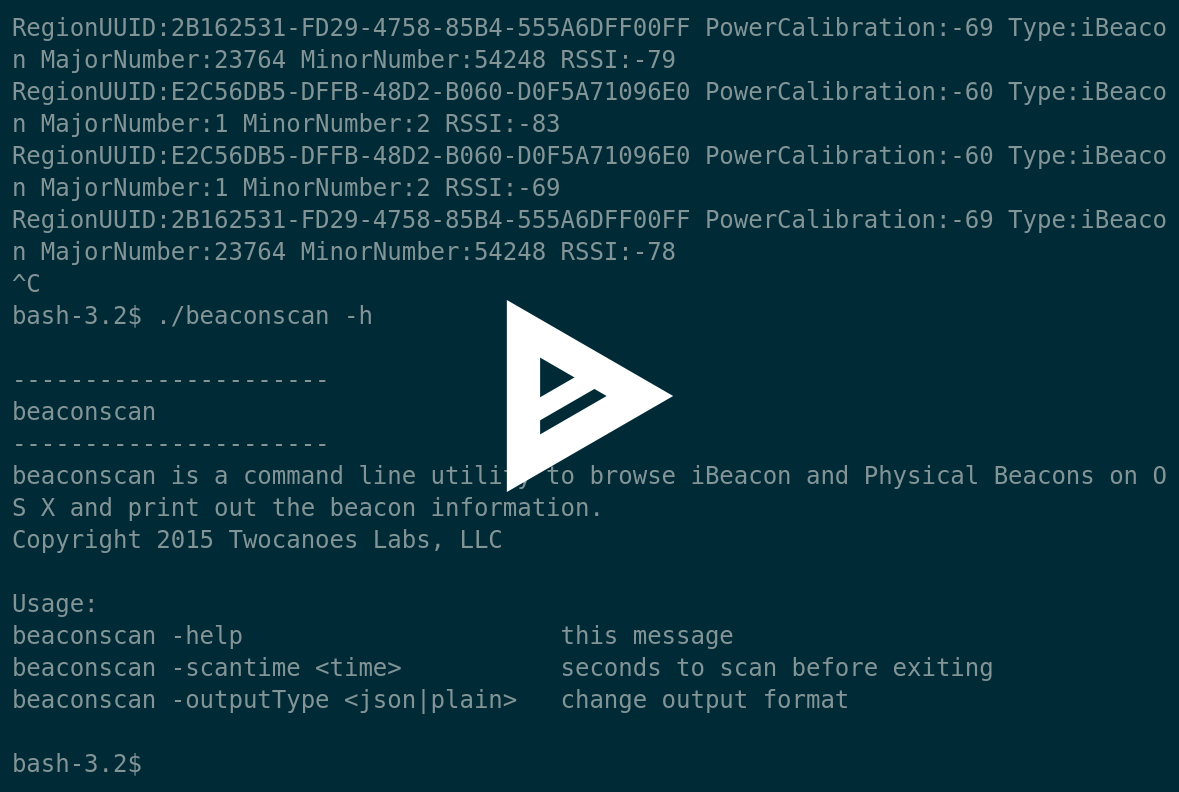 RegionUUID:2B162531-FD29-4758-85B4-555A6DFF00FF PowerCalibration:-69 Type:iBeaco
n MajorNumber:23764 MinorNumber:54248 RSSI:-79
RegionUUID:E2C56DB5-DFFB-48D2-B060-D0F5A71096E0 PowerCalibration:-60 Type:iBeaco
n MajorNumber:1 MinorNumber:2 RSSI:-83
RegionUUID:E2C56DB5-DFFB-48D2-B060-D0F5A71096E0 PowerCalibration:-60 Type:iBeaco
n MajorNumber:1 MinorNumber:2 RSSI:-69
RegionUUID:2B162531-FD29-4758-85B4-555A6DFF00FF PowerCalibration:-69 Type:iBeaco
n MajorNumber:23764 MinorNumber:54248 RSSI:-78
^C
bash-3.2$ ./beaconscan -h
----------------------
beaconscan
----------------------
beaconscan is a command line utility to browse iBeacon and Physical Beacons on O
S X and print out the beacon information.
Copyright 2015 Twocanoes Labs, LLC
Usage:
beaconscan -help                      this message
beaconscan -scantime <time>           seconds to scan before exiting
beaconscan -outputType <json|plain>   change output format
bash-3.2$